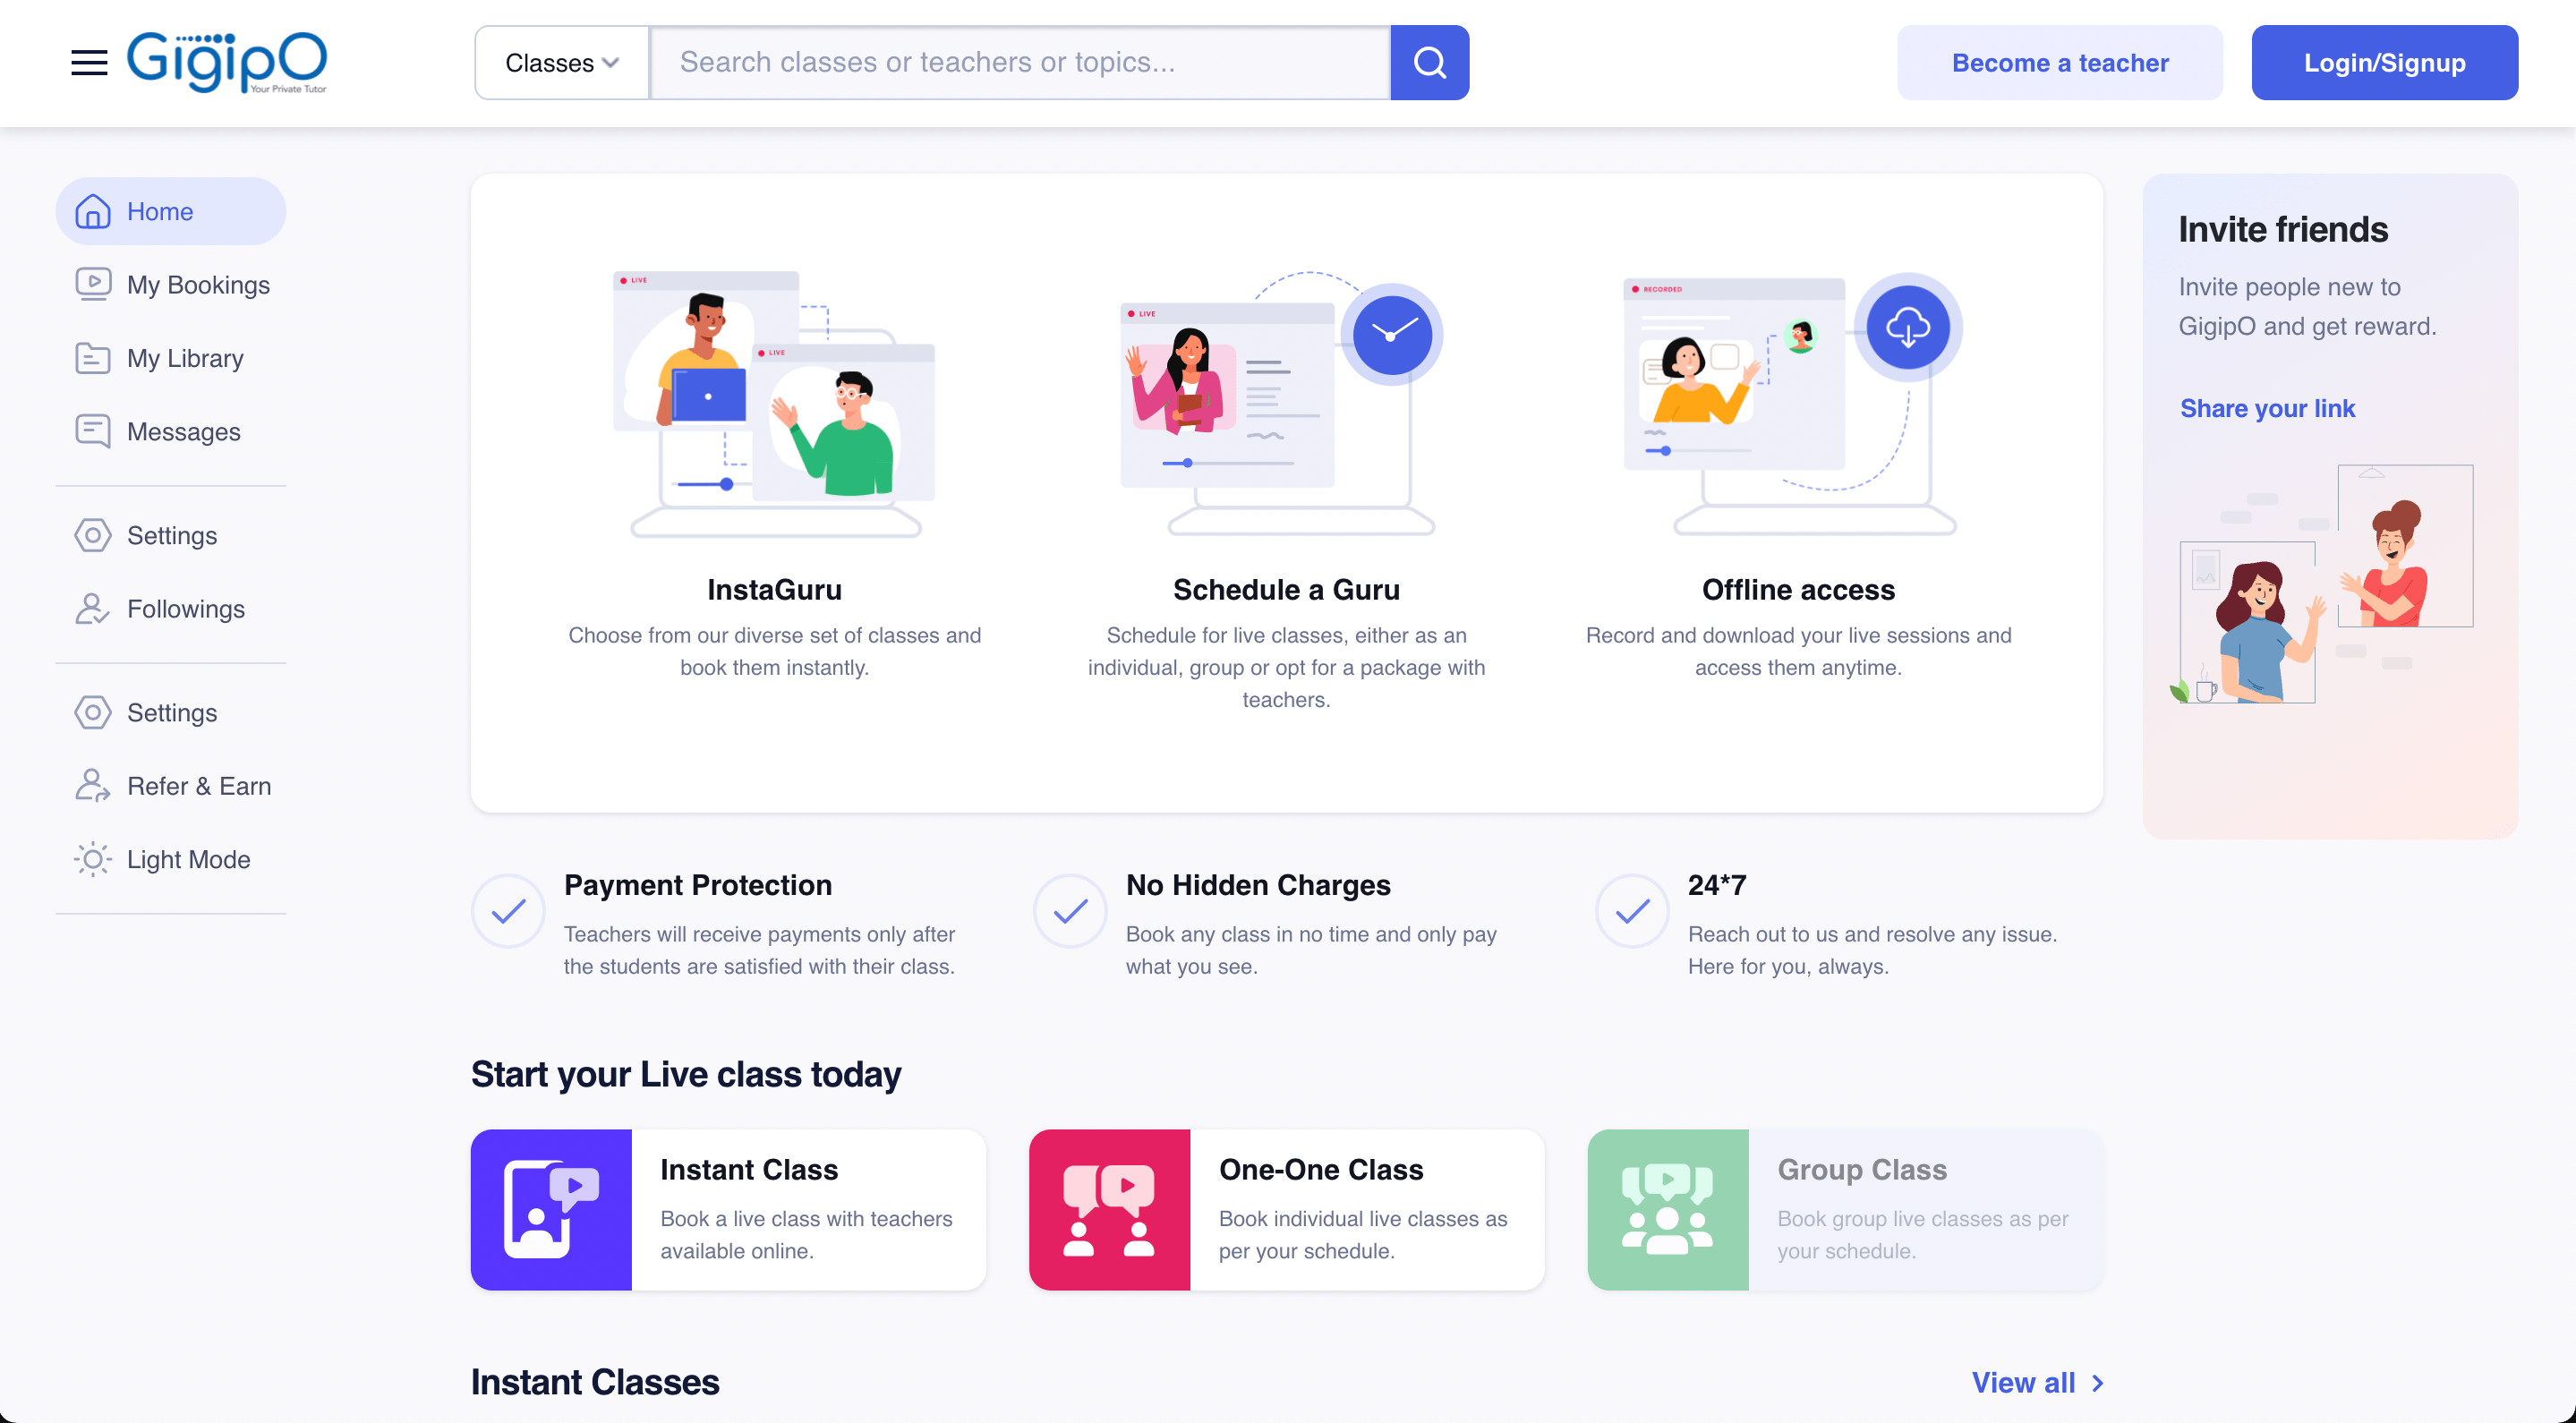 GigipO
Your Private Tutor
Classes
Search classes or teachers or topics...
Become a teacher
Login/Signup
Home
My Bookings
My Library
Messages
Settings
Followings
Settings
Refer & Earn
Light Mode
LIVE
LIVE
InstaGuru
Choose from our diverse set of classes and
book them instantly.
LIVE
Schedule a Guru
Schedule for live classes, either as an
individual, group or opt for a package with
teachers.
RECORDED
Offline access
Record and download your live sessions and
access them anytime.
Invite friends
Invite people new to
GigipO and get reward.
Share your link
Payment Protection
Teachers will receive payments only after
the students are satisfied with their class.
No Hidden Charges
Book any class in no time and only pay
what you see.
24*7
Reach out to us and resolve any issue.
Here for you, always.
Start your Live class today
Instant Class
Book a live class with teachers
available online.
One-One Class
Book individual live classes as
per your schedule.
Group Class
Book group live classes as per
your schedule.
Instant Classes
View all